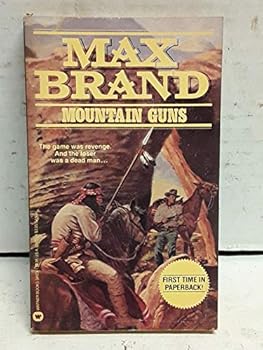 MAX
BRAND
MOUNTAIN GUNS
The game was revenge.
And the loser
was a dead man...
FIRST TIME IN
PAPERBACK!